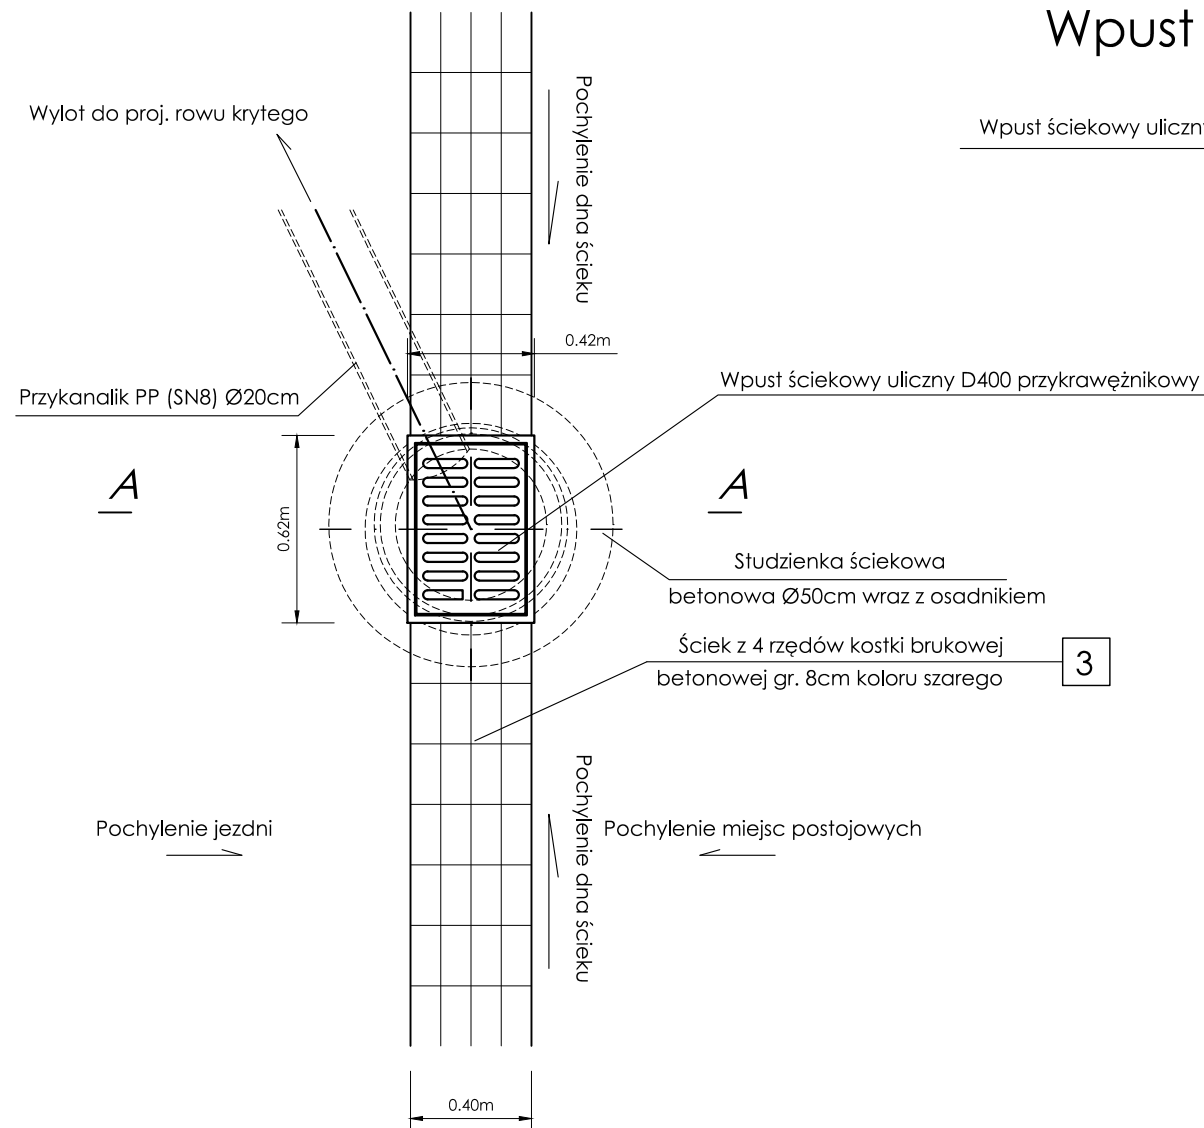 Wpust
Wylot do proj. rowu krytego
Pochylenie dna ścieku
Wpust ściekowy uliczny
0.42m
Przykanalik PP (SN8) Ø20cm
Wpust ściekowy uliczny D400 przykrawężnikowy
A
A
0.62m
Studzienka ściekowa
betonowa Ø50cm wraz z osadnikiem
Ściek z 4 rzędów kostki brukowej
betonowej gr. 8cm koloru szarego
3
Pochylenie dna ścieku
Pochylenie jezdni
Pochylenie miejsc postojowych
0.40m